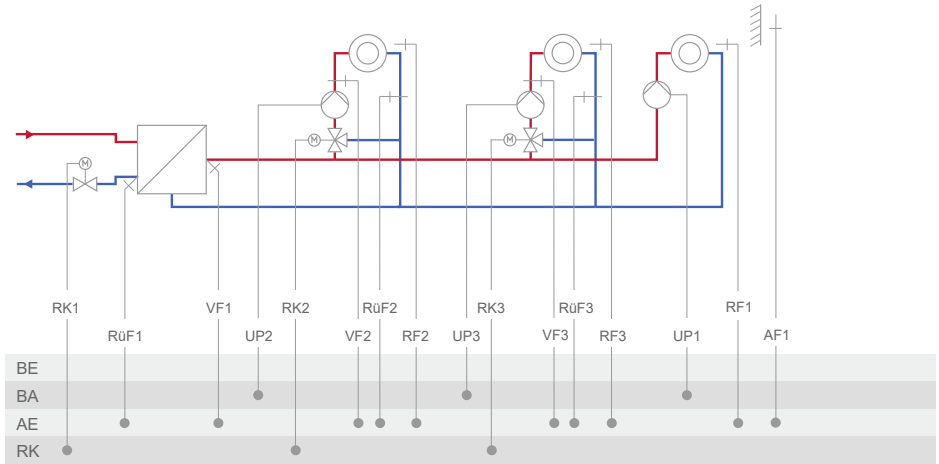 M
M
M
RK1
VF1
RK2
RüF2
RK3
RüF3
RF1
RüF1
UP2
VF2
RF2
UP3
VF3
RF3
UP1
AF1
BE
BA
AE
RK